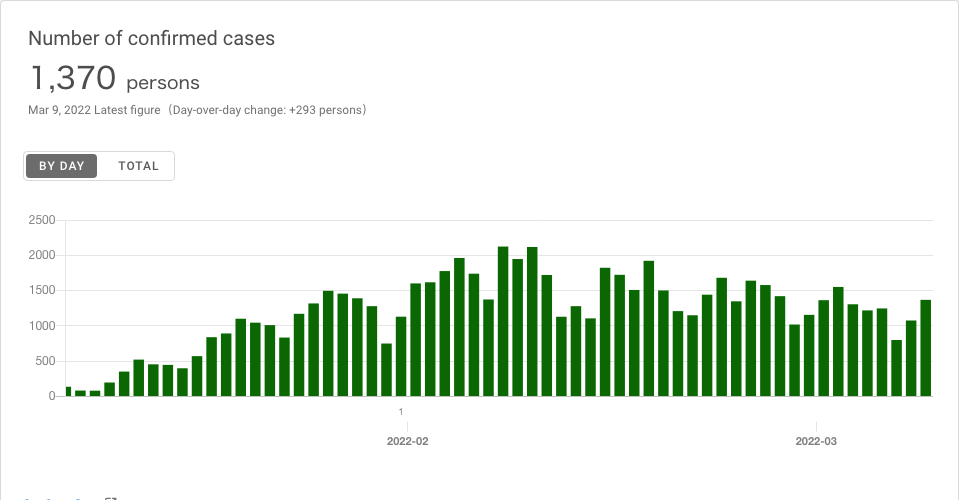 Number of confirmed cases
1,370 persons
Mar 9, 2022 Latest figure（Day-over-day change: +293 persons）
BY DAY TOTAL
2500
2000
1500
1000
500
0
1
2022-02 2022-03